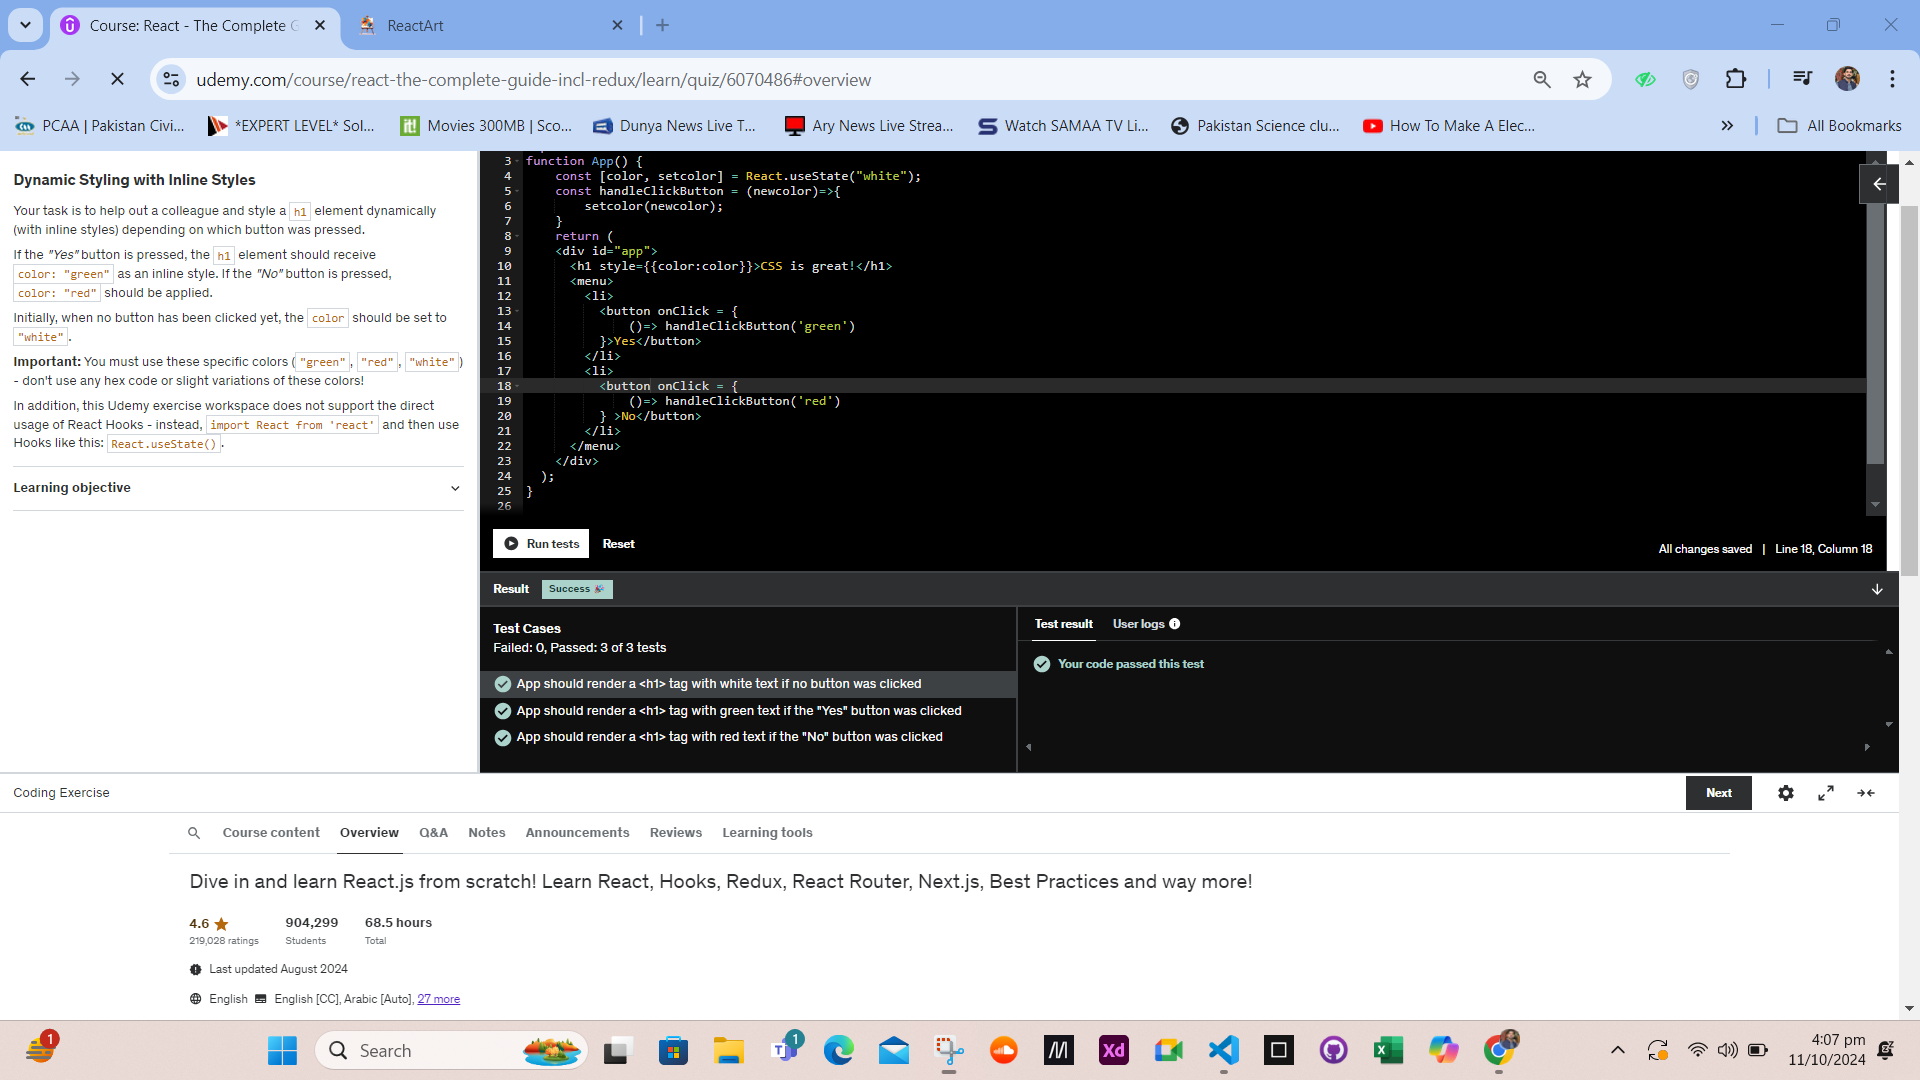 Course: React - The Complete G
ReactArt
udemy.com/course/react-the-complete-guide-incl-redux/learn/quiz/6070486#overview
PCAA | Pakistan Civi...
*EXPERT LEVEL* Sol...
Movies 300MB | Sco...
Dunya News Live T...
Ary News Live Strea...
Watch SAMAA TV Li...
Pakistan Science clu...
How To Make A Elec...
All Bookmarks
Dynamic Styling with Inline Styles
Your task is to help out a colleague and style a h1 element dynamically
(with inline styles) depending on which button was pressed.
If the "Yes" button is pressed, the h1 element should receive
color: "green" as an inline style. If the "No" button is pressed,
color: "red" should be applied.
Initially, when no button has been clicked yet, the color should be set to
"white".
Important: You must use these specific colors ("green", "red", "white")
- don't use any hex code or slight variations of these colors!
In addition, this Udemy exercise workspace does not support the direct
usage of React Hooks - instead, import React from 'react' and then use
Hooks like this: React.useState().
Learning objective
3 function App() {
4 const [color, setcolor] = React.useState("white");
5 const handleClickButton = (newcolor)=>{
6 setcolor(newcolor);
7 }
8 return (
9 <div id="app">
10 <h1 style={{color:color}}>CSS is great!</h1>
11 <menu>
12 <li>
13 <button onClick = {
14 ()=> handleClickButton('green')
15 }>Yes</button>
16 </li>
17 <li>
18 <button onClick = {
19 ()=> handleClickButton('red')
20 } >No</button>
21 </li>
22 </menu>
23 </div>
24 );
25 }
26
Run tests
Reset
All changes saved | Line 18, Column 18
Result
Success
Test Cases
Failed: 0, Passed: 3 of 3 tests
App should render a <h1> tag with white text if no button was clicked
App should render a <h1> tag with green text if the "Yes" button was clicked
App should render a <h1> tag with red text if the "No" button was clicked
Test result
User logs
Your code passed this test
Coding Exercise
Next
Course content
Overview
Q&A
Notes
Announcements
Reviews
Learning tools
Dive in and learn React.js from scratch! Learn React, Hooks, Redux, React Router, Next.js, Best Practices and way more!
4.6
219,028 ratings
904,299
Students
68.5 hours
Total
Last updated August 2024
English
English [CC], Arabic [Auto], 27 more
1
Search
1
Xd
4:07 pm
11/10/2024